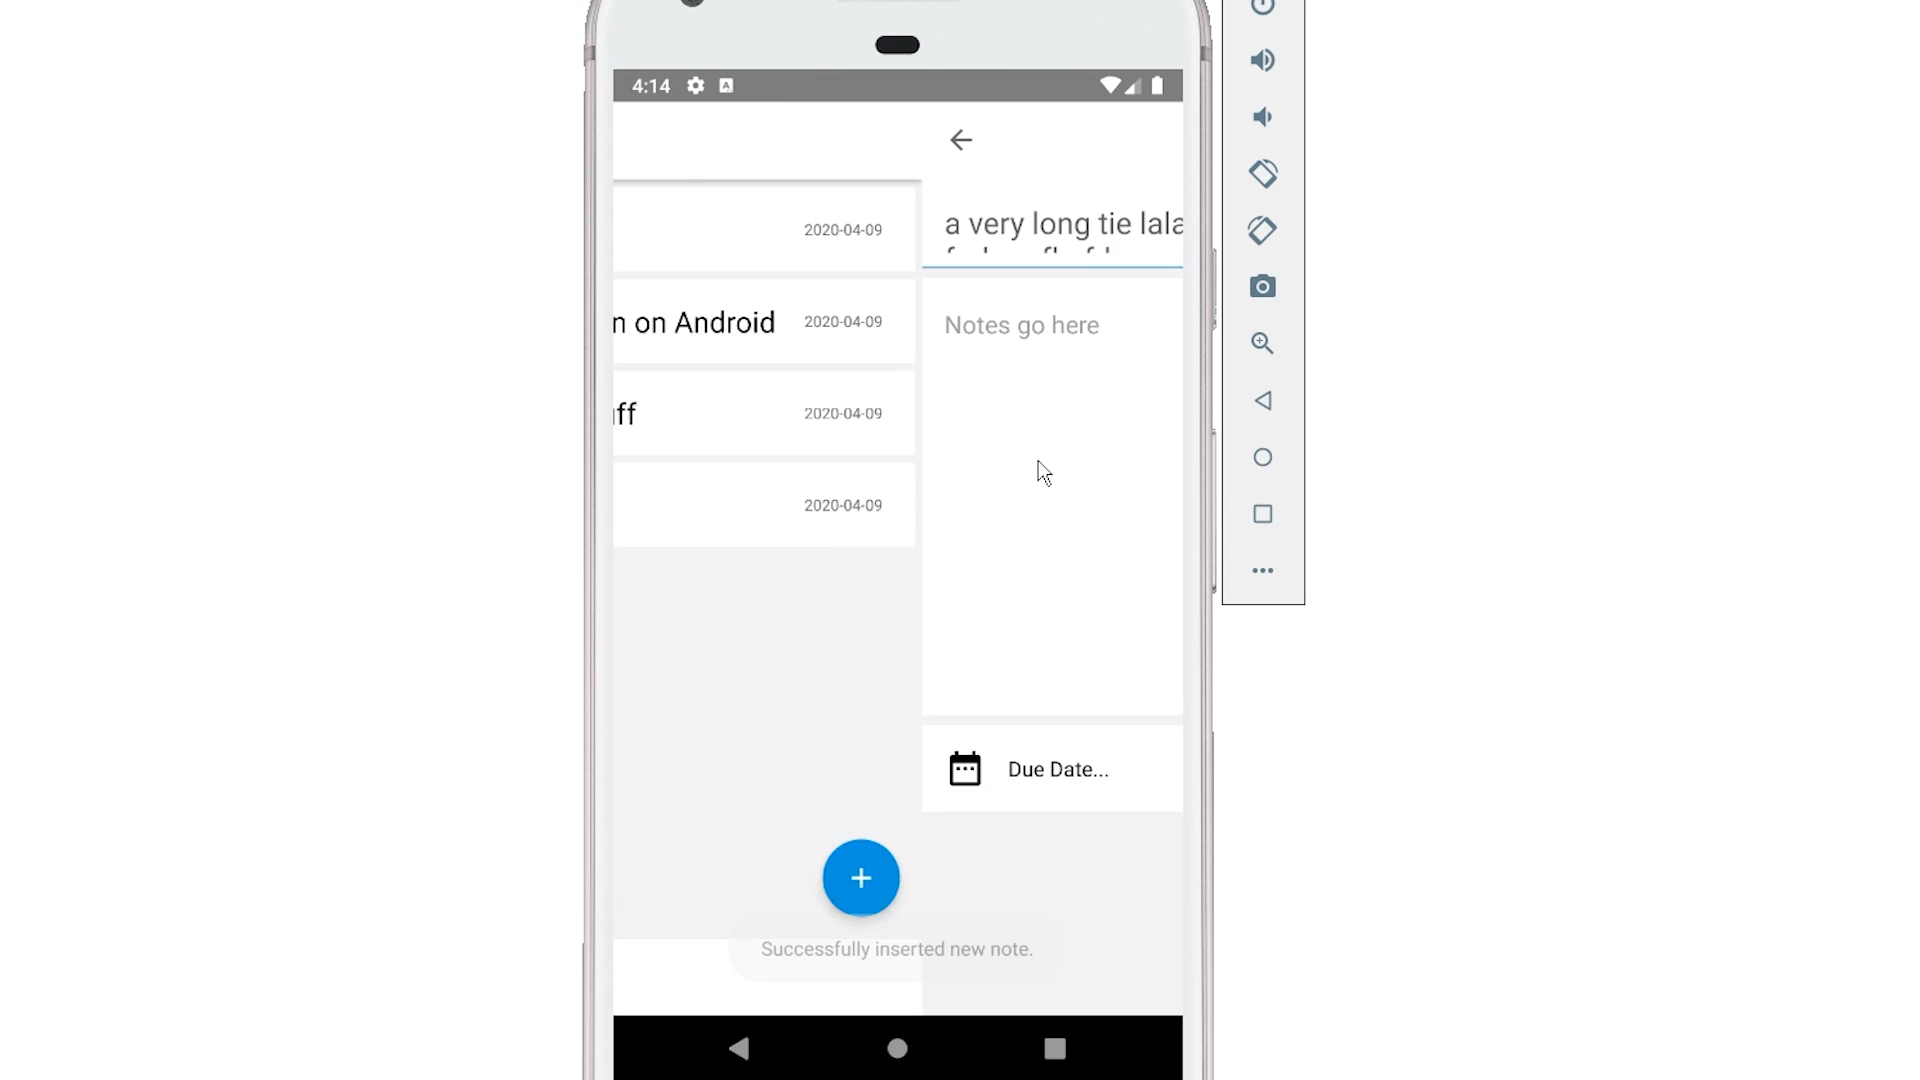 4:14
2020-04-09
n on Android 2020-04-09
ff 2020-04-09
2020-04-09
a very long tie lala
Notes go here
Due Date...
Successfully inserted new note.